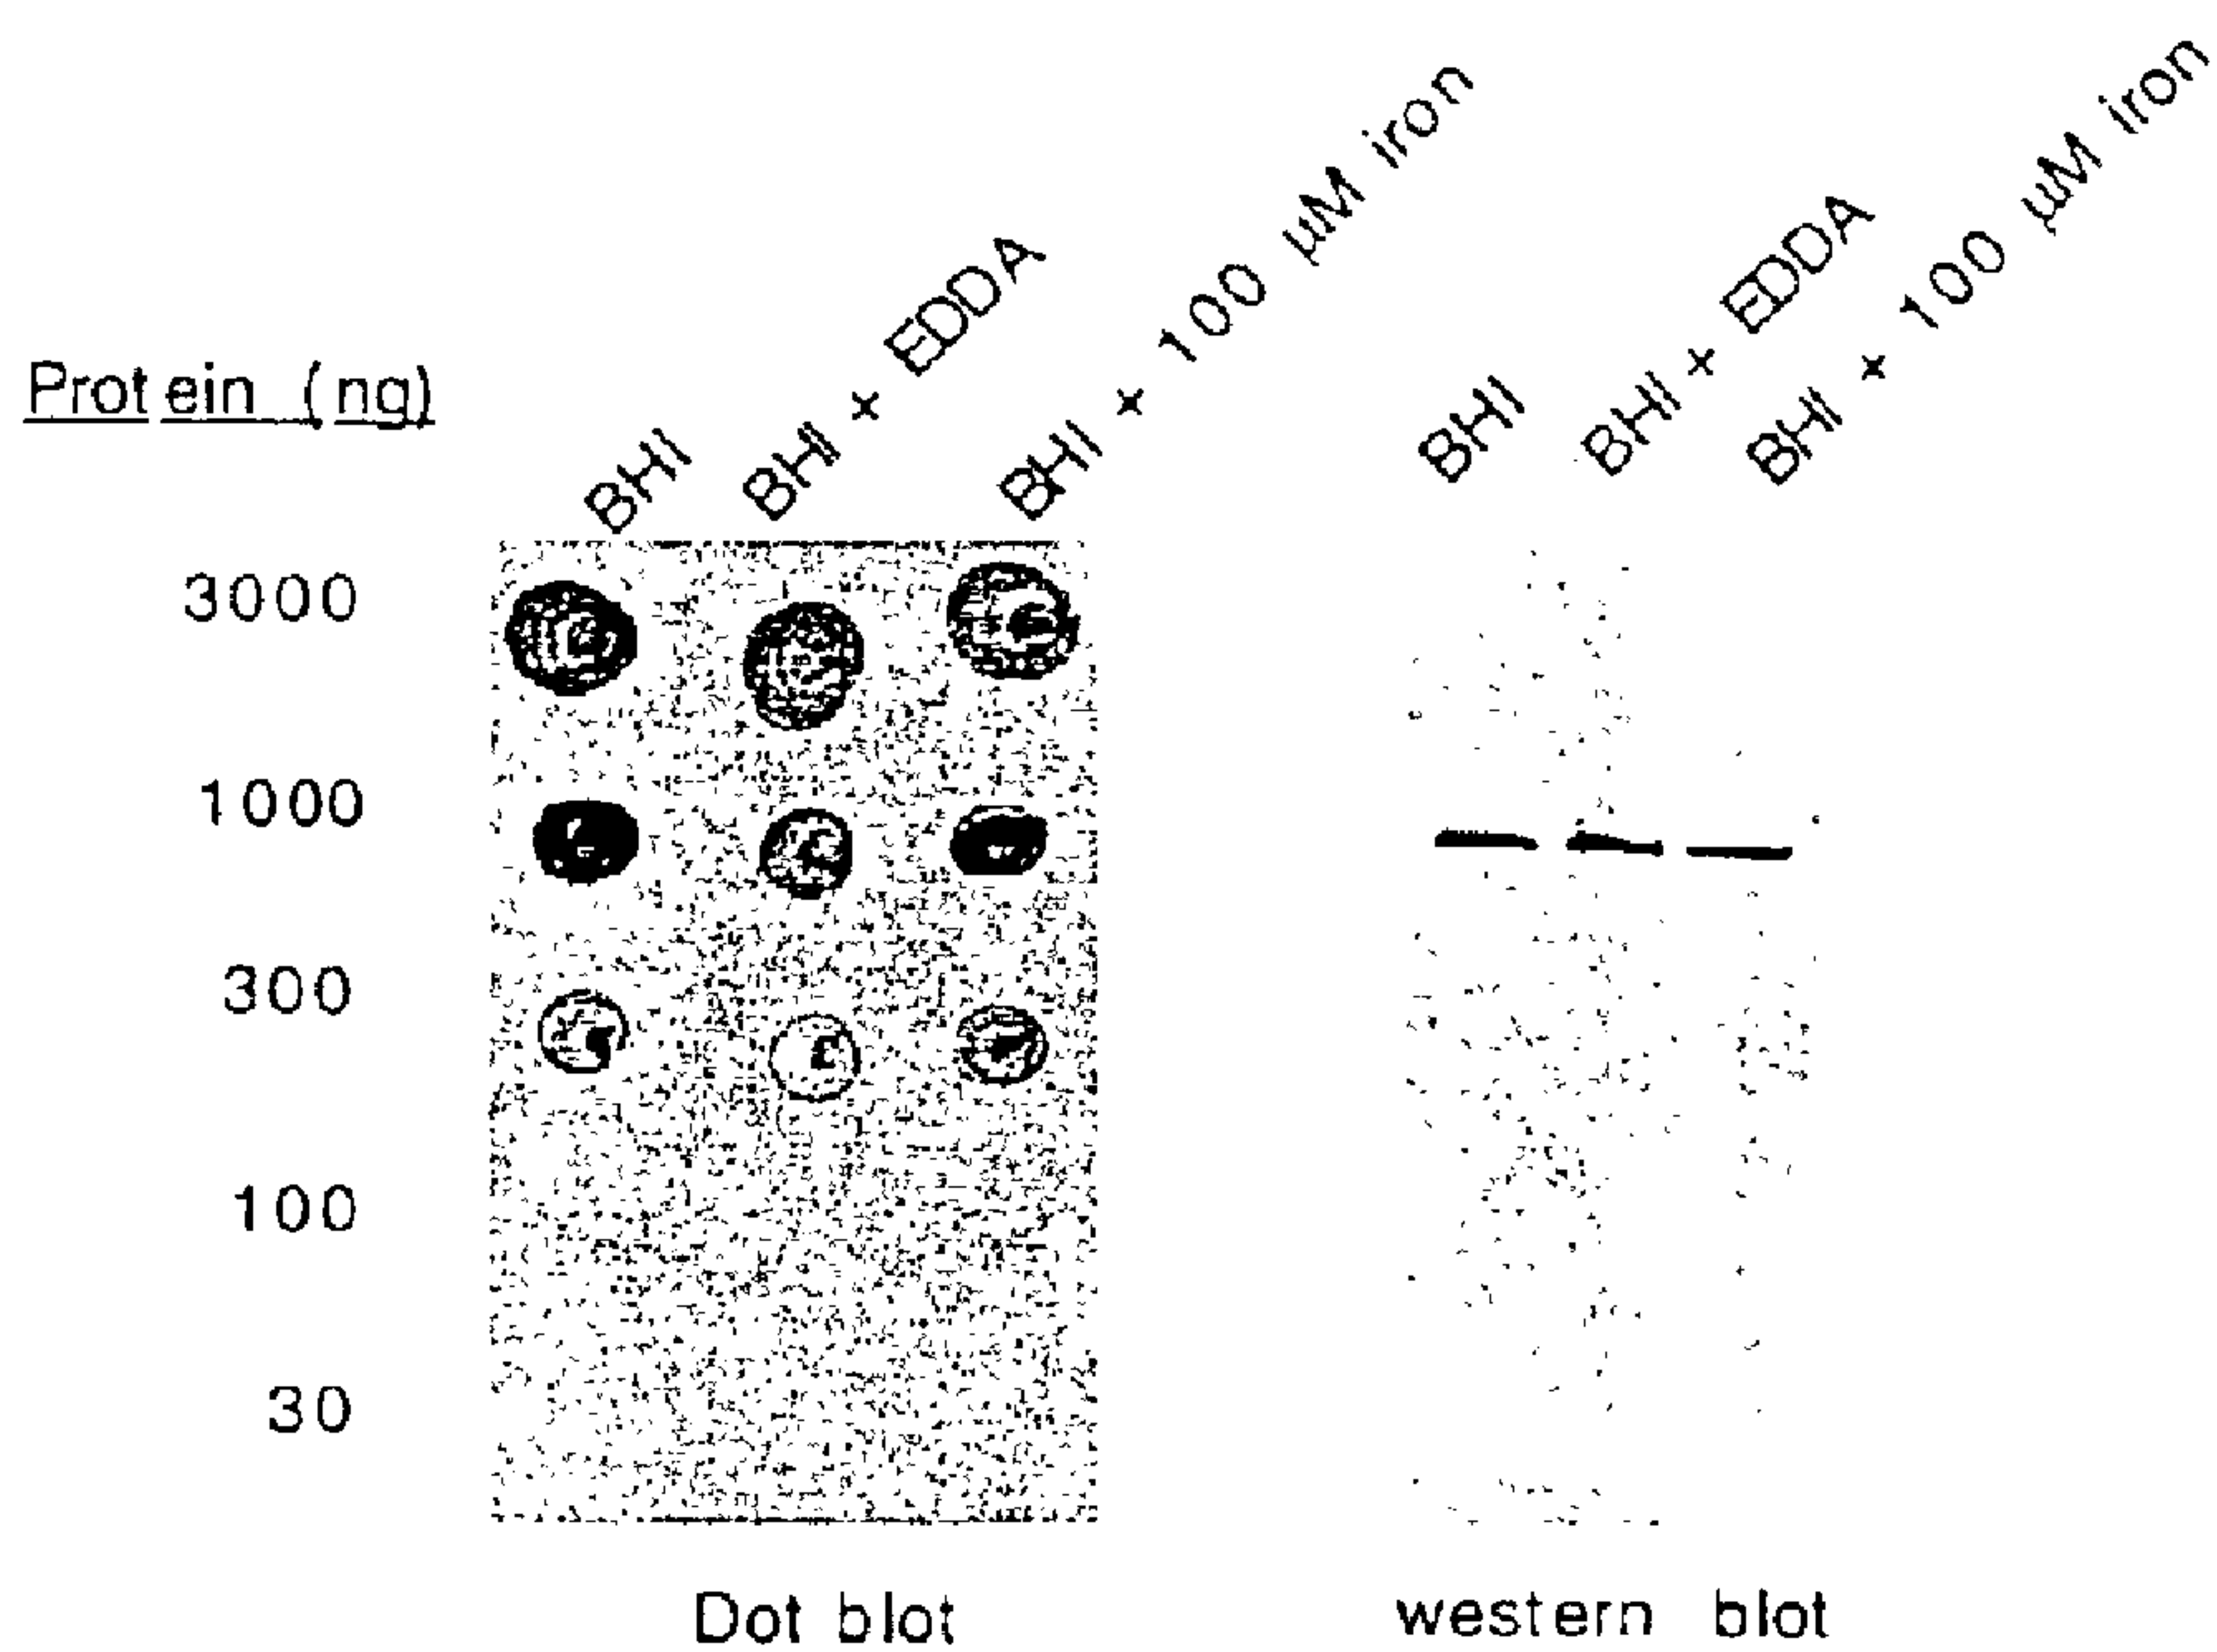 Protein (ng)
BHI
BHI × EDDA
BHI × 100 µM iron
BHI
BHI × EDDA
BHI × 100 µM iron
3000
1000
300
100
30
Dot blot
western blot